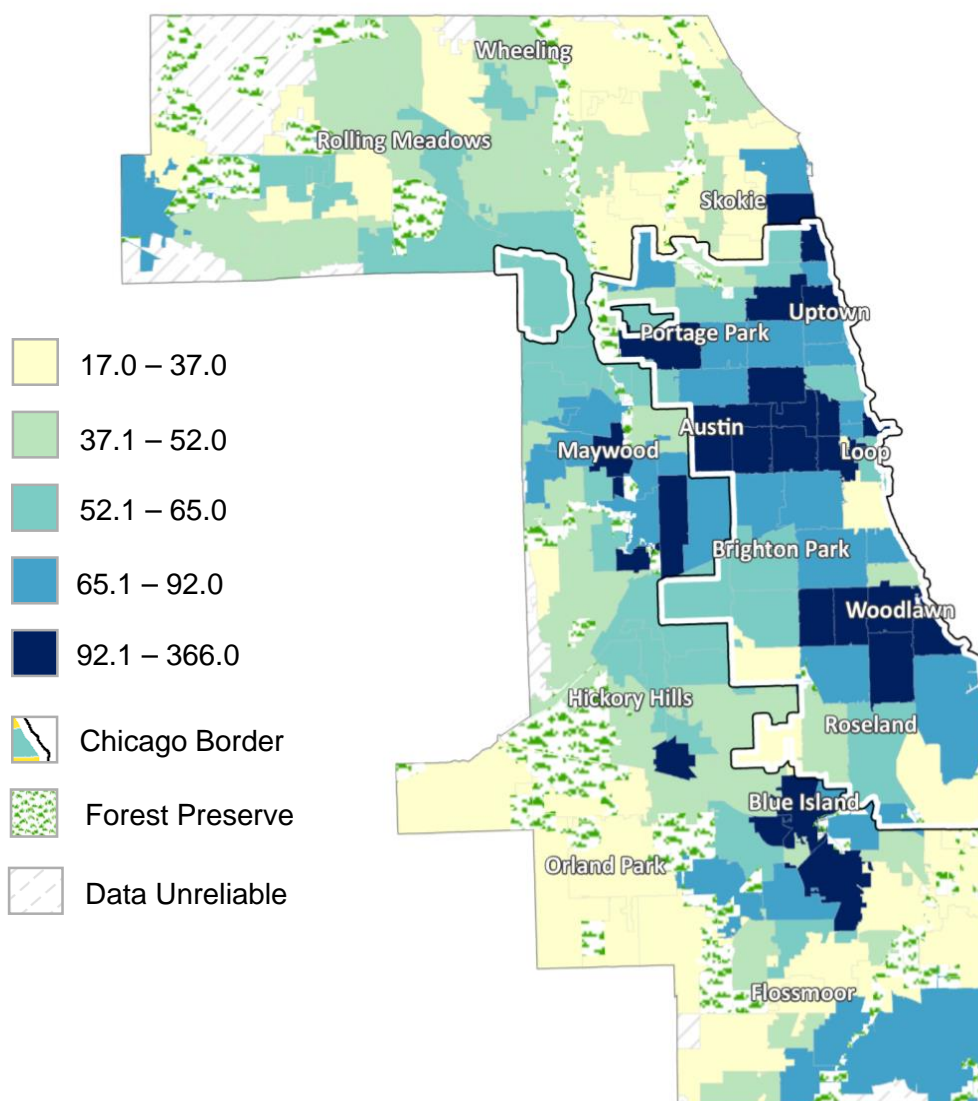 Wheeling
Rolling Meadows
Skokie
Uptown
Portage Park
Austin
Maywood
Loop
Brighton Park
Woodlawn
Hickory Hills
Roseland
Blue Island
Orland Park
Flossmoor
17.0 – 37.0
37.1 – 52.0
52.1 – 65.0
65.1 – 92.0
92.1 – 366.0
Chicago Border
Forest Preserve
Data Unreliable